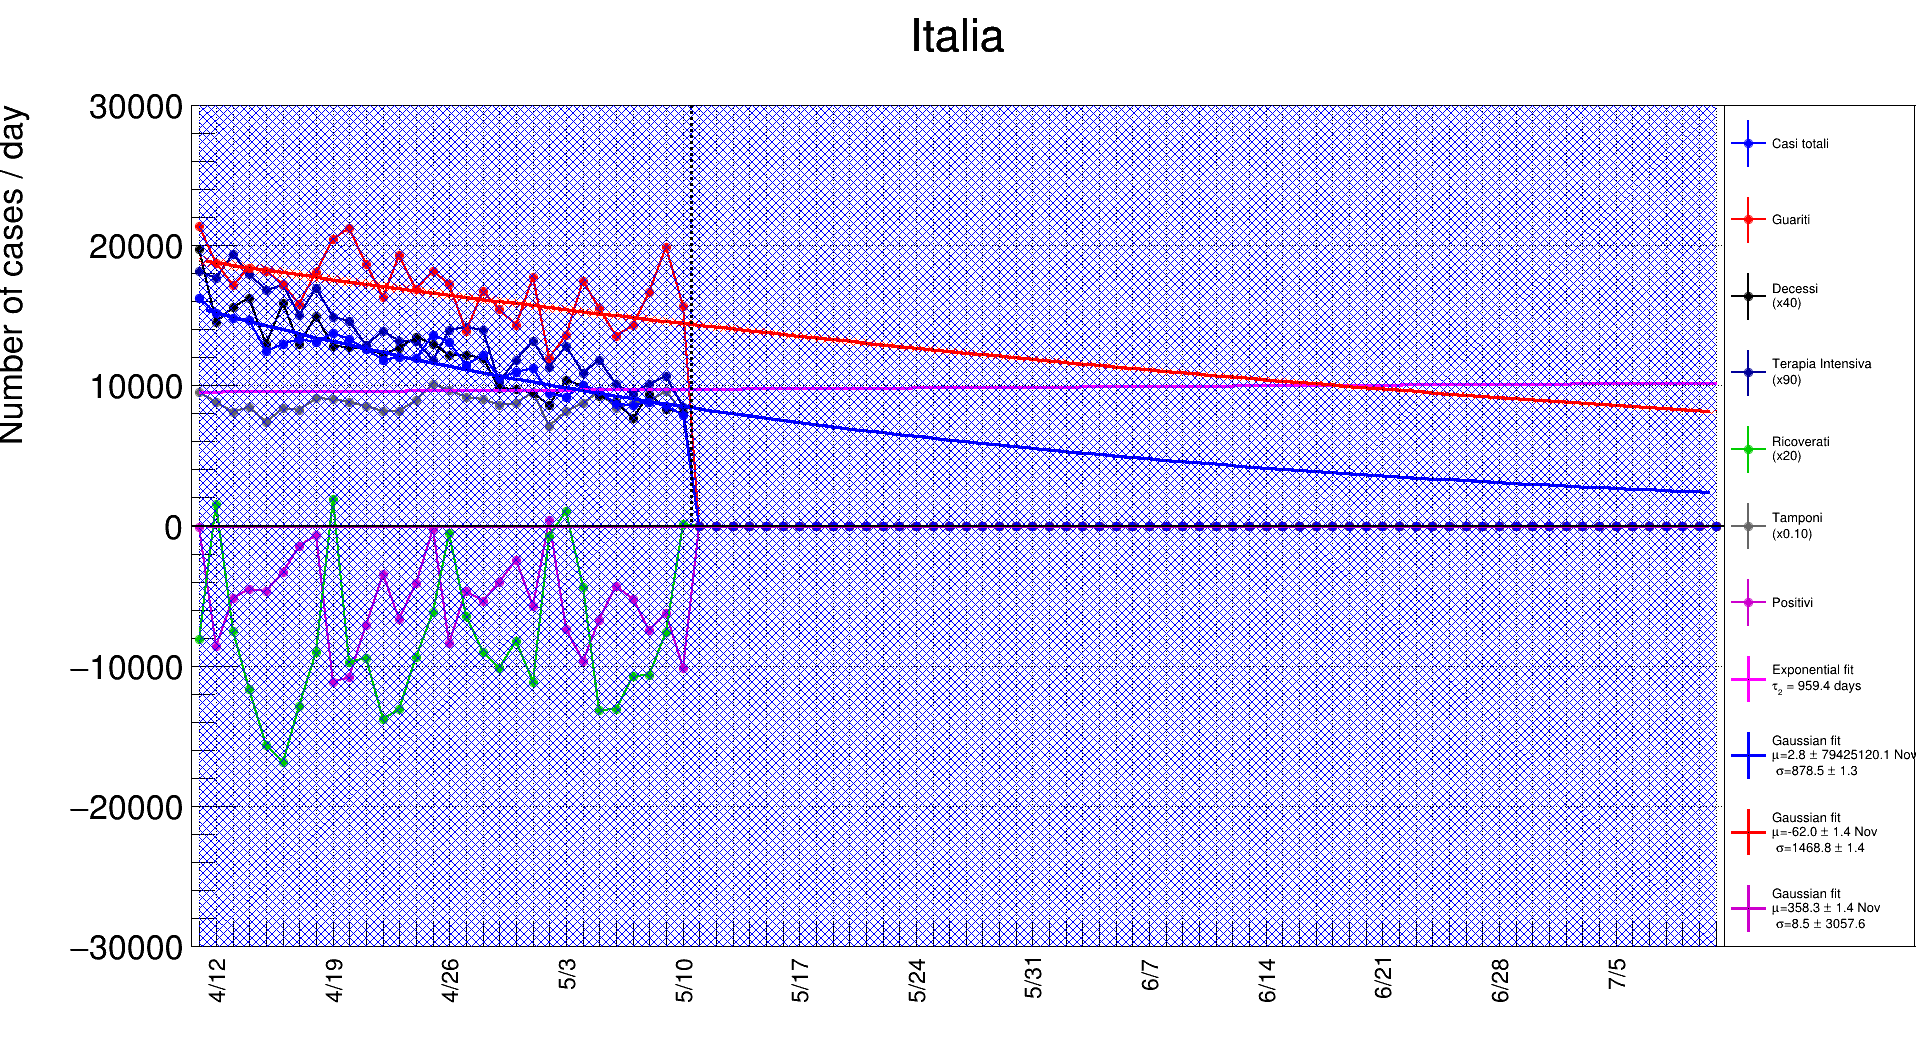 Italia
Number of cases / day
30000
20000
10000
0
−10000
−20000
−30000
4/12
4/19
4/26
5/3
5/10
5/17
5/24
5/31
6/7
6/14
6/21
6/28
7/5
Casi totali
Guariti
Decessi
(x40)
Terapia Intensiva
(x90)
Ricoverati
(x20)
Tamponi
(x0.10)
Positivi
Exponential fit
τ2 = 959.4 days
Gaussian fit
μ=2.8 ± 79425120.1 Nov
σ=878.5 ± 1.3
Gaussian fit
μ=-62.0 ± 1.4 Nov
σ=1468.8 ± 1.4
Gaussian fit
μ=358.3 ± 1.4 Nov
σ=8.5 ± 3057.6